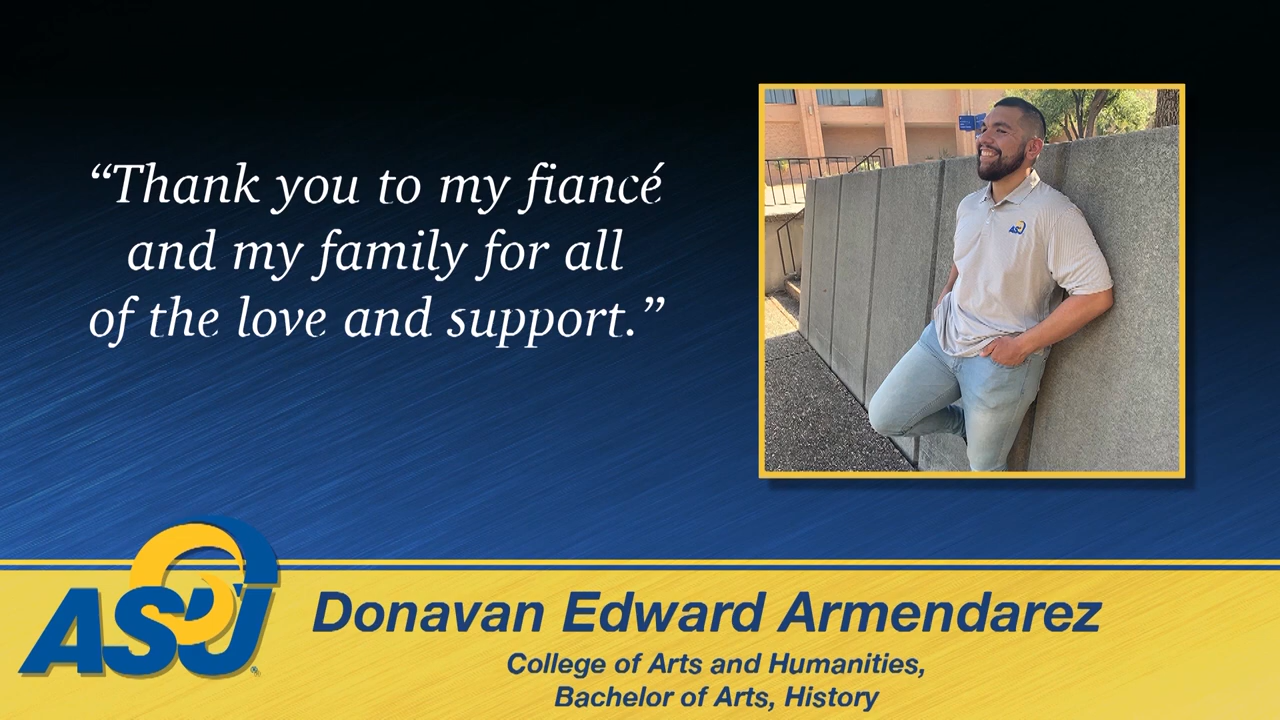 “Thank you to my fiancé
and my family for all
of the love and support.”
ASU
ASU
Donavan Edward Armendarez
College of Arts and Humanities,
Bachelor of Arts, History